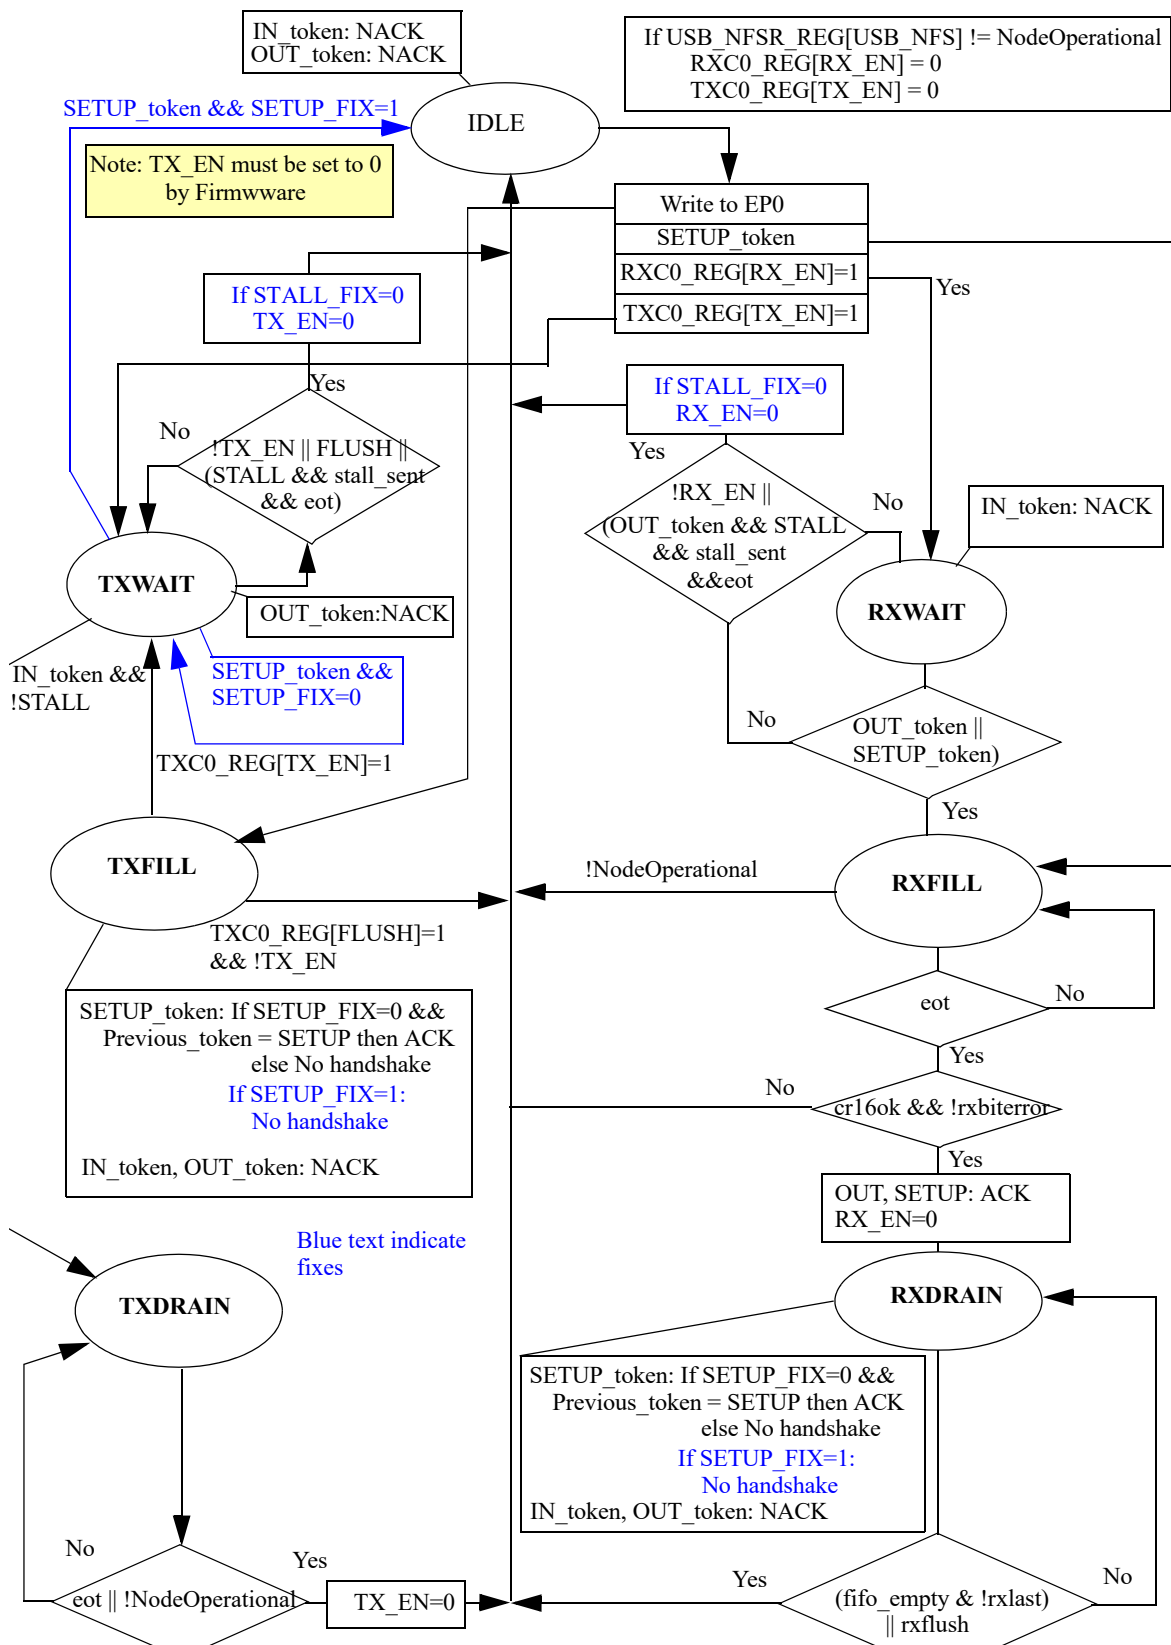 IN_token: NACK
OUT_token: NACK
If USB_NFSR_REG[USB_NFS] != NodeOperational
RXC0_REG[RX_EN] = 0
TXC0_REG[TX_EN] = 0
SETUP_token && SETUP_FIX=1
IDLE
Note: TX_EN must be set to 0
by Firmwware
Write to EP0
SETUP_token
RXC0_REG[RX_EN]=1
TXC0_REG[TX_EN]=1
Yes
If STALL_FIX=0
TX_EN=0
Yes
If STALL_FIX=0
RX_EN=0
No
!TX_EN || FLUSH ||
(STALL && stall_sent
&& eot)
Yes
!RX_EN ||
(OUT_token && STALL
&& stall_sent
&&eot
No
IN_token: NACK
TXWAIT
OUT_token:NACK
RXWAIT
IN_token &&
!STALL
SETUP_token &&
SETUP_FIX=0
No
OUT_token ||
SETUP_token)
TXC0_REG[TX_EN]=1
Yes
TXFILL
!NodeOperational
RXFILL
TXC0_REG[FLUSH]=1
&& !TX_EN
eot
No
SETUP_token: If SETUP_FIX=0 &&
Previous_token = SETUP then ACK
else No handshake
If SETUP_FIX=1:
No handshake
IN_token, OUT_token: NACK
Yes
No
cr16ok && !rxbiterror
Yes
OUT, SETUP: ACK
RX_EN=0
Blue text indicate
fixes
TXDRAIN
RXDRAIN
SETUP_token: If SETUP_FIX=0 &&
Previous_token = SETUP then ACK
else No handshake
If SETUP_FIX=1:
No handshake
IN_token, OUT_token: NACK
No
eot || !NodeOperational
Yes
TX_EN=0
Yes
(fifo_empty & !rxlast)
|| rxflush
No